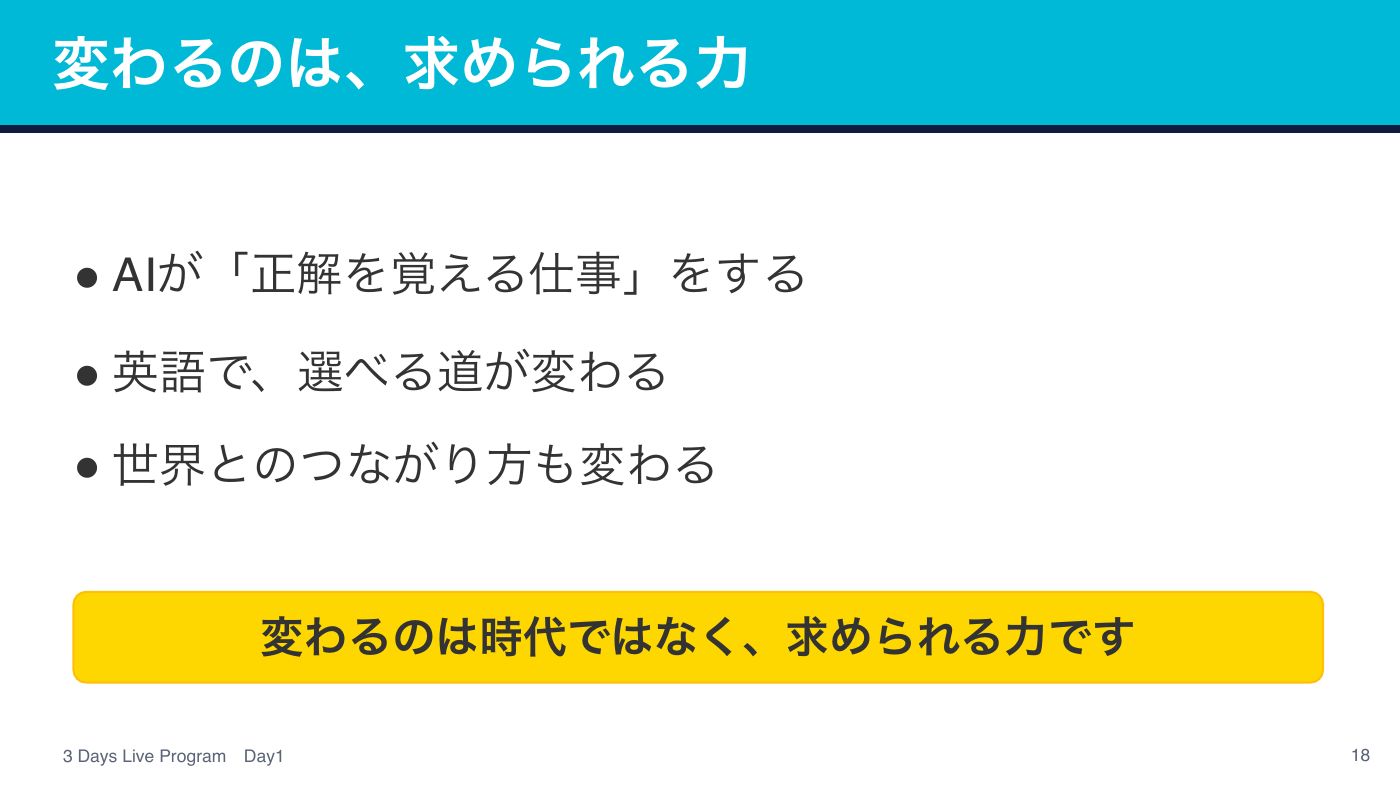 変わるのは、求められる力
● AIが「正解を覚える仕事」をする
● 英語で、選べる道が変わる
● 世界とのつながり方も変わる
変わるのは時代ではなく、求められる力です
3 Days Live Program　Day1
18